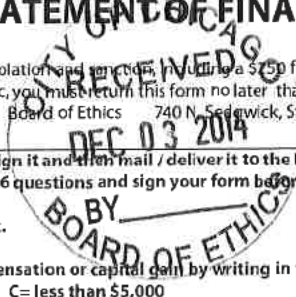 ATEMENT OF FINA
CITY OF CHICAGO
RECEIVED
olation and sanction, including a $250 f
c, you must return this form no later tha
Board of Ethics 740 N. Sedgwick, S
DEC 03 2014
ign it and then mail / deliver it to the
6 questions and sign your form before
BY
BOARD OF ETHICS
ensation or capital gain by writing in
C= less than $5,000